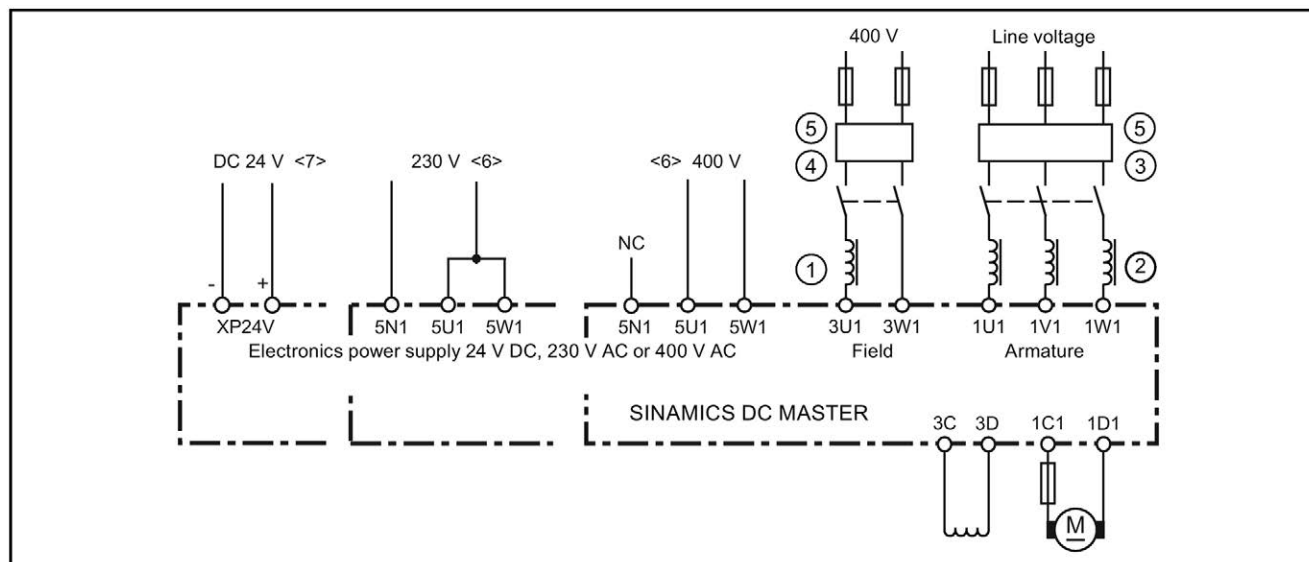 400 V
Line voltage
5
5
4
3
DC 24 V <7>
230 V <6>
<6> 400 V
NC
1
2
- +
XP24V
5N1 5U1 5W1
5N1 5U1 5W1
3U1 3W1
1U1 1V1 1W1
Electronics power supply 24 V DC, 230 V AC or 400 V AC
Field
Armature
SINAMICS DC MASTER
3C 3D
1C1 1D1
M